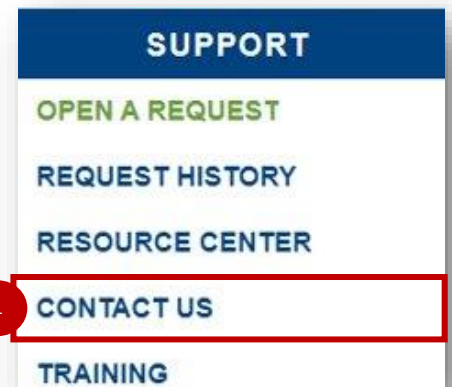 SUPPORT
OPEN A REQUEST
REQUEST HISTORY
RESOURCE CENTER
CONTACT US
TRAINING